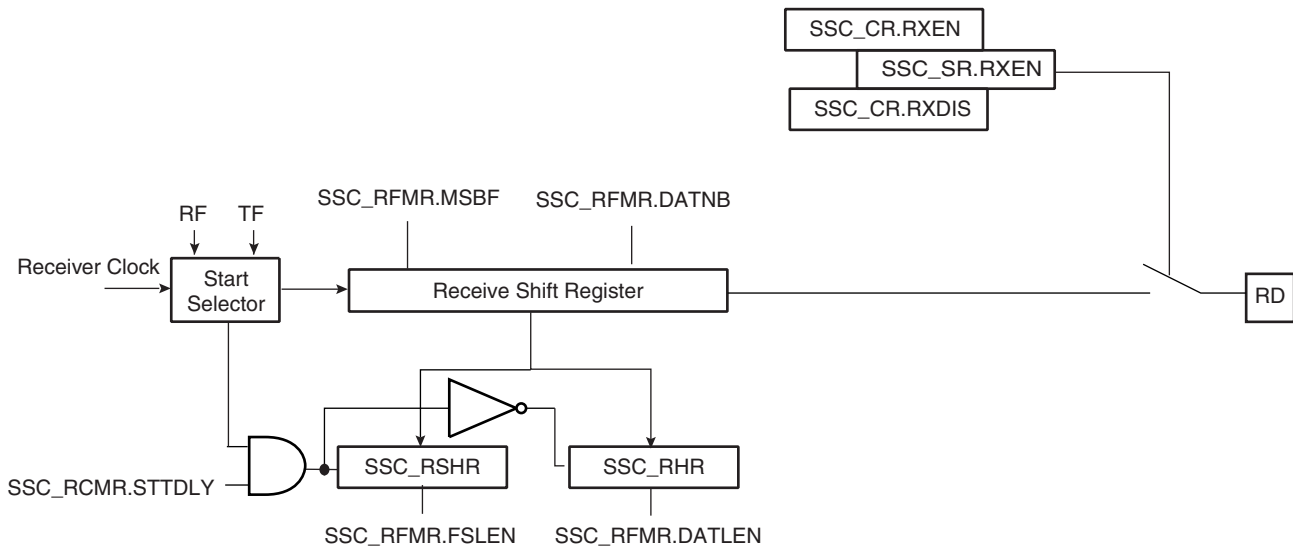 SSC_CR.RXEN
SSC_SR.RXEN
SSC_CR.RXDIS
SSC_RFMR.MSBF
SSC_RFMR.DATNB
RF
TF
Receiver Clock
Start
Selector
Receive Shift Register
RD
SSC_RSHR
SSC_RHR
SSC_RCMR.STTDLY
SSC_RFMR.FSLEN
SSC_RFMR.DATLEN